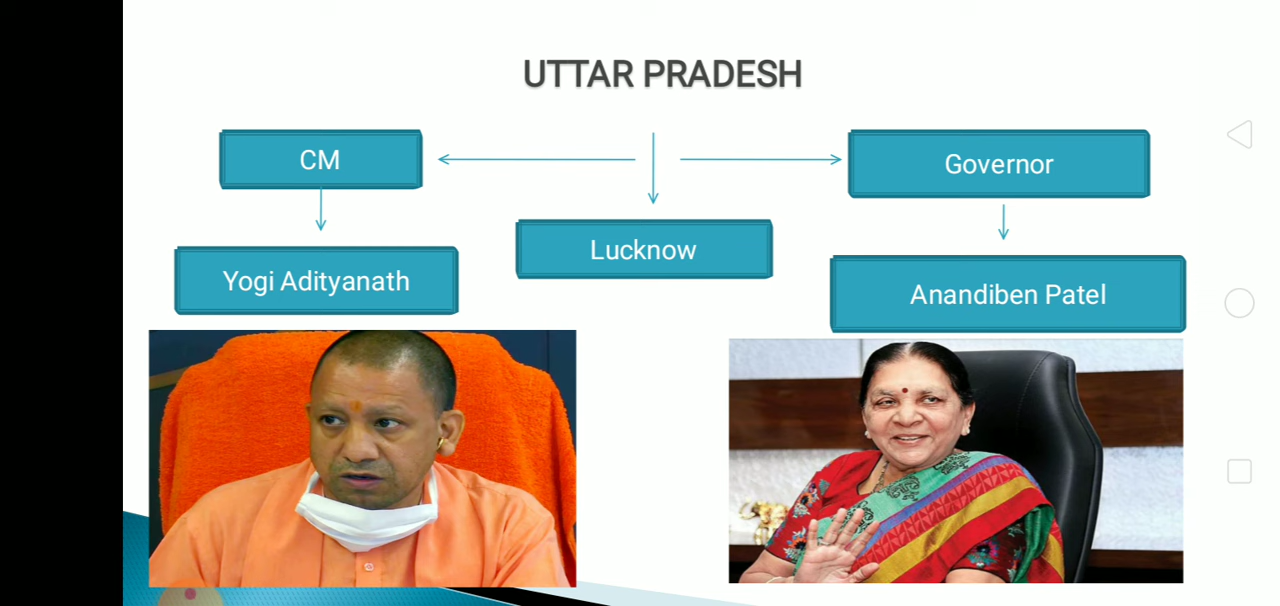 UTTAR PRADESH
CM
Governor
Lucknow
Yogi Adityanath
Anandiben Patel